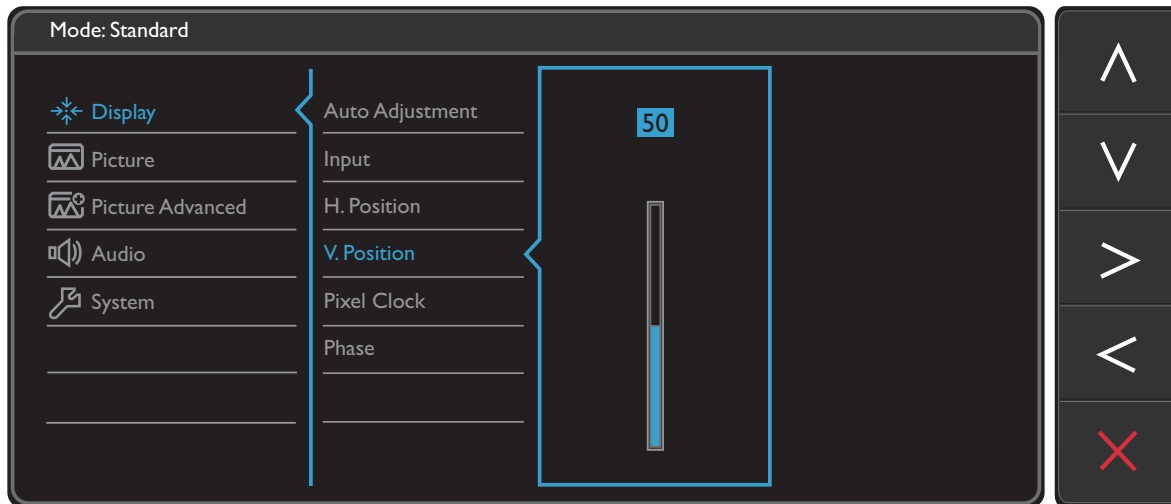 Mode: Standard
Display
Picture
Picture Advanced
Audio
System
Auto Adjustment
Input
H. Position
V. Position
Pixel Clock
Phase
50